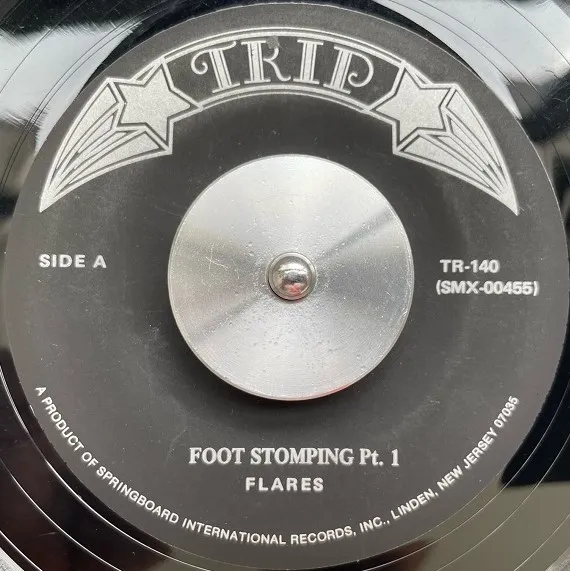 TRIP
SIDE A
TR-140
(SMX-00455)
FOOT STOMPING Pt. 1
FLARES
A PRODUCT OF SPRINGBOARD INTERNATIONAL RECORDS, INC., LINDEN, NEW JERSEY 07035